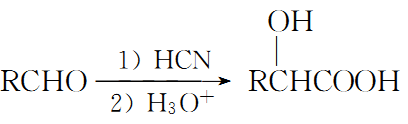 OH
1) HCN
RCHO → RCHCOOH
2) H₃O⁺